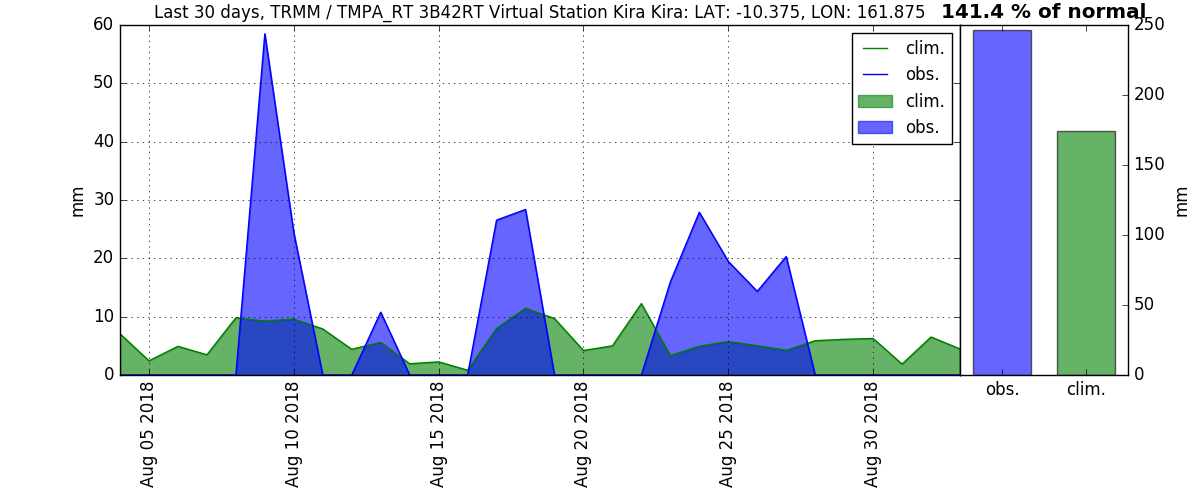 Last 30 days, TRMM / TMPA_RT 3B42RT Virtual Station Kira Kira: LAT: -10.375, LON: 161.875
141.4 % of normal
60
50
40
30
20
10
0
mm
clim.
obs.
clim.
obs.
Aug 05 2018
Aug 10 2018
Aug 15 2018
Aug 20 2018
Aug 25 2018
Aug 30 2018
250
200
150
100
50
0
mm
obs.
clim.